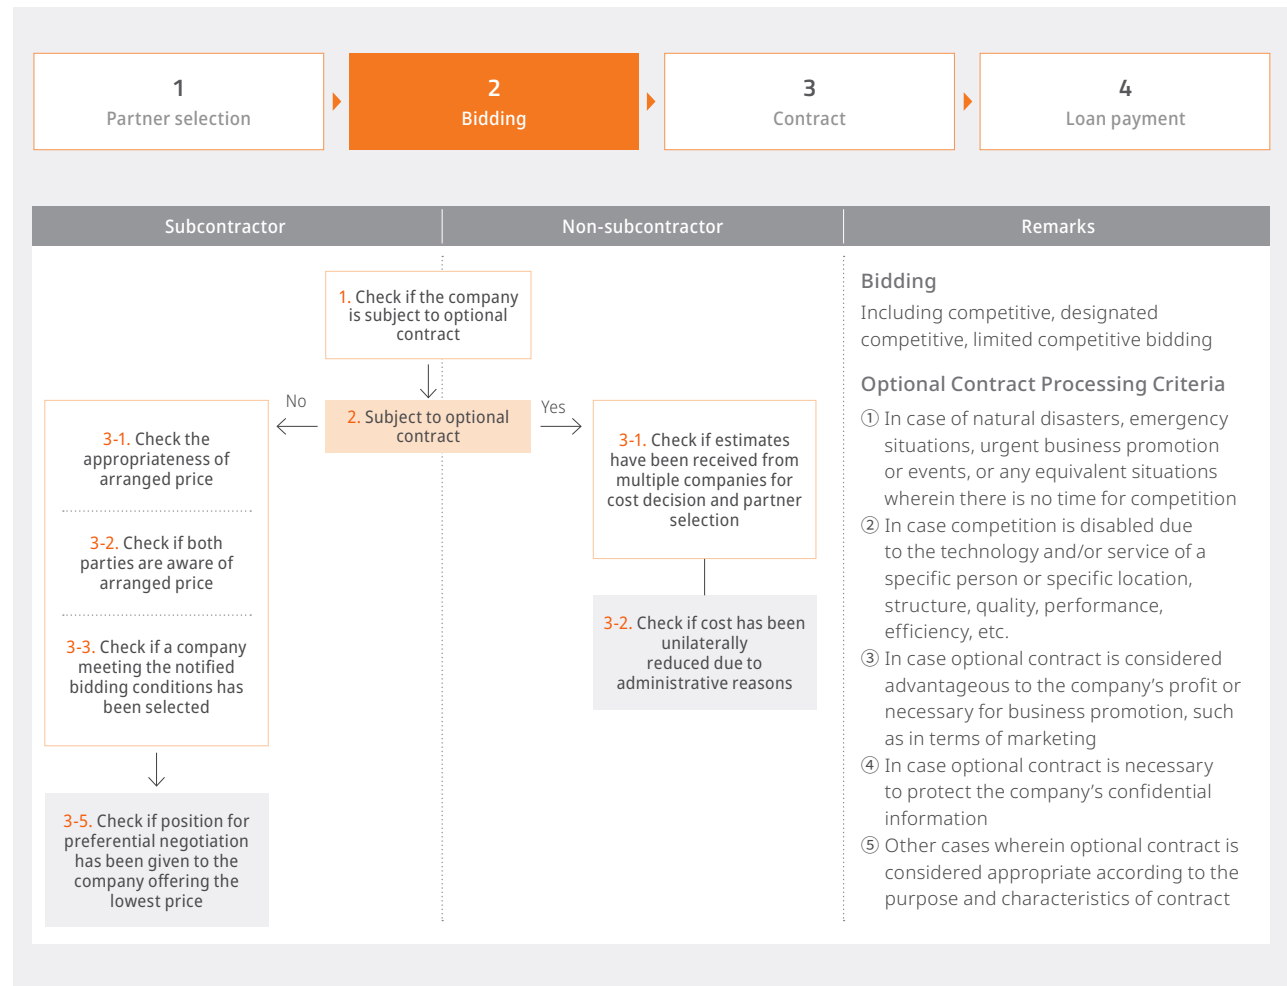 1
Partner selection
2
Bidding
3
Contract
4
Loan payment
Subcontractor
Non-subcontractor
Remarks
1. Check if the company
is subject to optional
contract
No
2. Subject to optional
contract
Yes
3-1. Check the
appropriateness of
arranged price
3-2. Check if both
parties are aware of
arranged price
3-3. Check if a company
meeting the notified
bidding conditions has
been selected
3-5. Check if position for
preferential negotiation
has been given to the
company offering the
lowest price
3-1. Check if estimates
have been received from
multiple companies for
cost decision and partner
selection
3-2. Check if cost has been
unilaterally
reduced due to
administrative reasons
Bidding
Including competitive, designated
competitive, limited competitive bidding
Optional Contract Processing Criteria
① In case of natural disasters, emergency
situations, urgent business promotion
or events, or any equivalent situations
wherein there is no time for competition
② In case competition is disabled due
to the technology and/or service of a
specific person or specific location,
structure, quality, performance,
efficiency, etc.
③ In case optional contract is considered
advantageous to the company’s profit or
necessary for business promotion, such
as in terms of marketing
④ In case optional contract is necessary
to protect the company’s confidential
information
⑤ Other cases wherein optional contract is
considered appropriate according to the
purpose and characteristics of contract